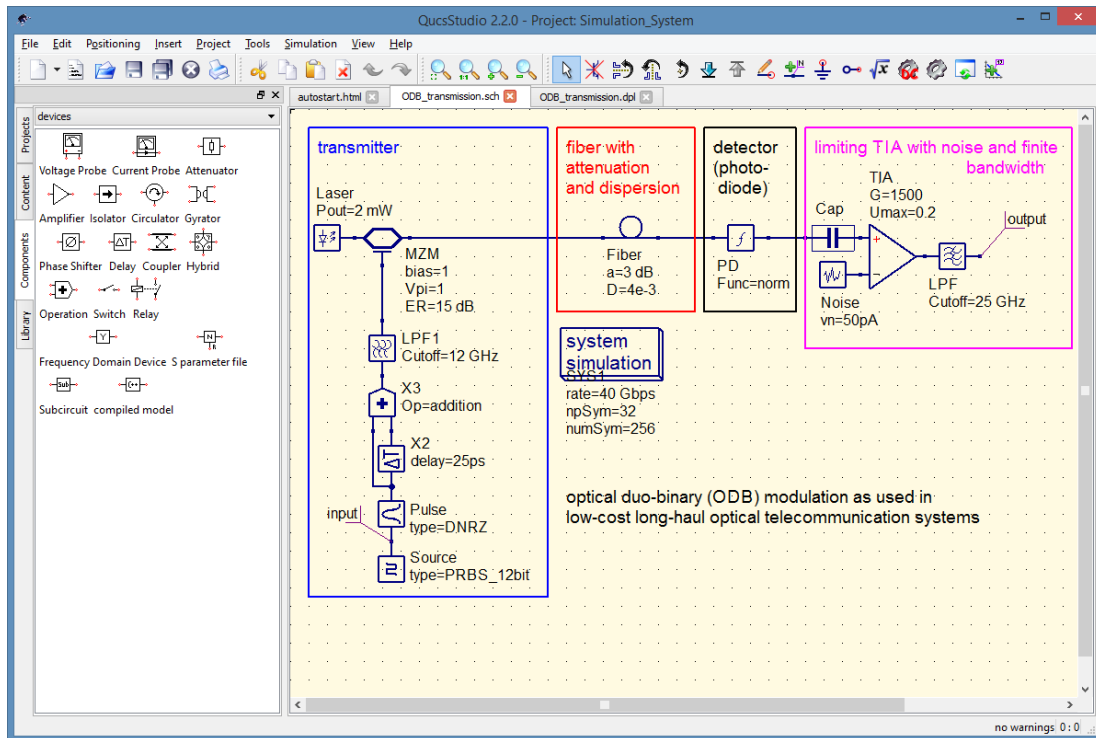 QucsStudio 2.2.0 - Project: Simulation_System
File Edit Positioning Insert Project Tools Simulation View Help
devices
Projects
Content
Components
Library
Voltage Probe Current Probe Attenuator
Amplifier Isolator Circulator Gyrator
Phase Shifter Delay Coupler Hybrid
Operation Switch Relay
Frequency Domain Device S parameter file
Subcircuit compiled model
autostart.html
ODB_transmission.sch
ODB_transmission.dpl
transmitter
Laser
Pout=2 mW
MZM
bias=1
Vpi=1
ER=15 dB
LPF1
Cutoff=12 GHz
X3
Op=addition
X2
delay=25ps
input
Pulse
type=DNRZ
Source
type=PRBS_12bit
fiber with
attenuation
and dispersion
Fiber
a=3 dB
D=4e-3
detector
(photo-
diode)
PD
Func=norm
limiting TIA with noise and finite
bandwidth
TIA
G=1500
Umax=0.2
Cap
Noise
vn=50pA
LPF
Cutoff=25 GHz
output
system
simulation
SYS1
rate=40 Gbps
npSym=32
numSym=256
optical duo-binary (ODB) modulation as used in
low-cost long-haul optical telecommunication systems
no warnings 0 : 0